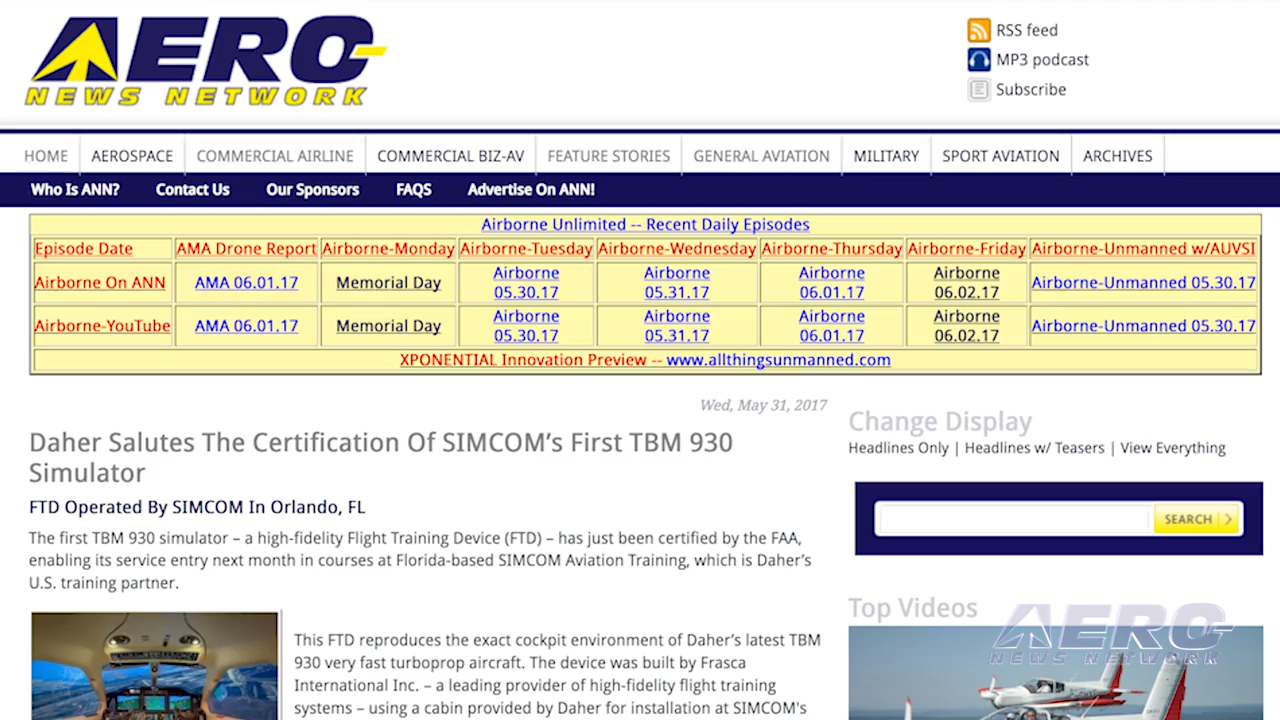 AERO
NEWS NETWORK
RSS feed
MP3 podcast
Subscribe
HOME AEROSPACE COMMERCIAL AIRLINE COMMERCIAL BIZ-AV FEATURE STORIES GENERAL AVIATION MILITARY SPORT AVIATION ARCHIVES
Who Is ANN? Contact Us Our Sponsors FAQS Advertise On ANN!
Airborne Unlimited -- Recent Daily Episodes
Episode Date AMA Drone Report Airborne-Monday Airborne-Tuesday Airborne-Wednesday Airborne-Thursday Airborne-Friday Airborne-Unmanned w/AUVSI
Airborne On ANN AMA 06.01.17 Memorial Day Airborne 05.30.17 Airborne 05.31.17 Airborne 06.01.17 Airborne 06.02.17 Airborne-Unmanned 05.30.17
Airborne-YouTube AMA 06.01.17 Memorial Day Airborne 05.30.17 Airborne 05.31.17 Airborne 06.01.17 Airborne 06.02.17 Airborne-Unmanned 05.30.17
XPONENTIAL Innovation Preview -- www.allthingsunmanned.com
Wed, May 31, 2017
Daher Salutes The Certification Of SIMCOM's First TBM 930
Simulator
FTD Operated By SIMCOM In Orlando, FL
The first TBM 930 simulator – a high-fidelity Flight Training Device (FTD) – has just been certified by the FAA,
enabling its service entry next month in courses at Florida-based SIMCOM Aviation Training, which is Daher's
U.S. training partner.
This FTD reproduces the exact cockpit environment of Daher's latest TBM
930 very fast turboprop aircraft. The device was built by Frasca
International Inc. – a leading provider of high-fidelity flight training
systems – using a cabin provided by Daher for installation at SIMCOM's
Change Display
Headlines Only | Headlines w/ Teasers | View Everything
SEARCH
Top Videos
AERO
NEWS NETWORK